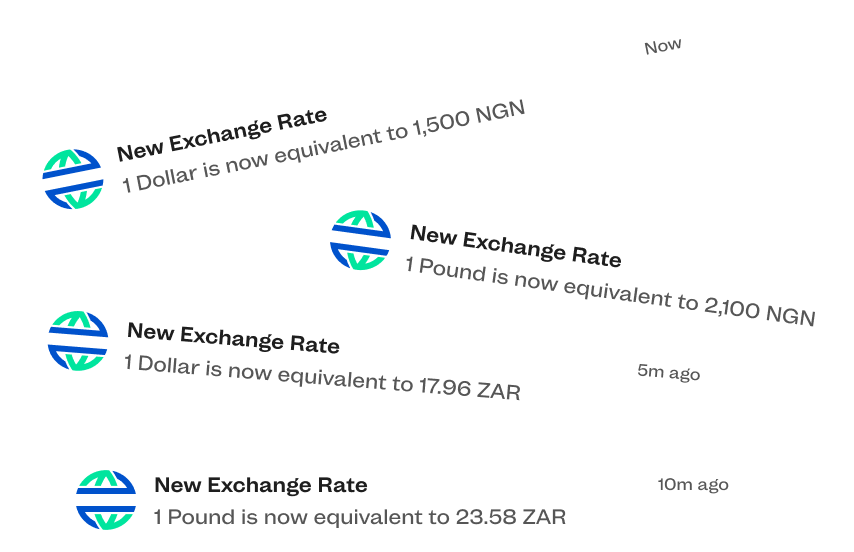 Now
New Exchange Rate
1 Dollar is now equivalent to 1,500 NGN
New Exchange Rate
1 Pound is now equivalent to 2,100 NGN
New Exchange Rate
1 Dollar is now equivalent to 17.96 ZAR
5m ago
New Exchange Rate
10m ago
1 Pound is now equivalent to 23.58 ZAR